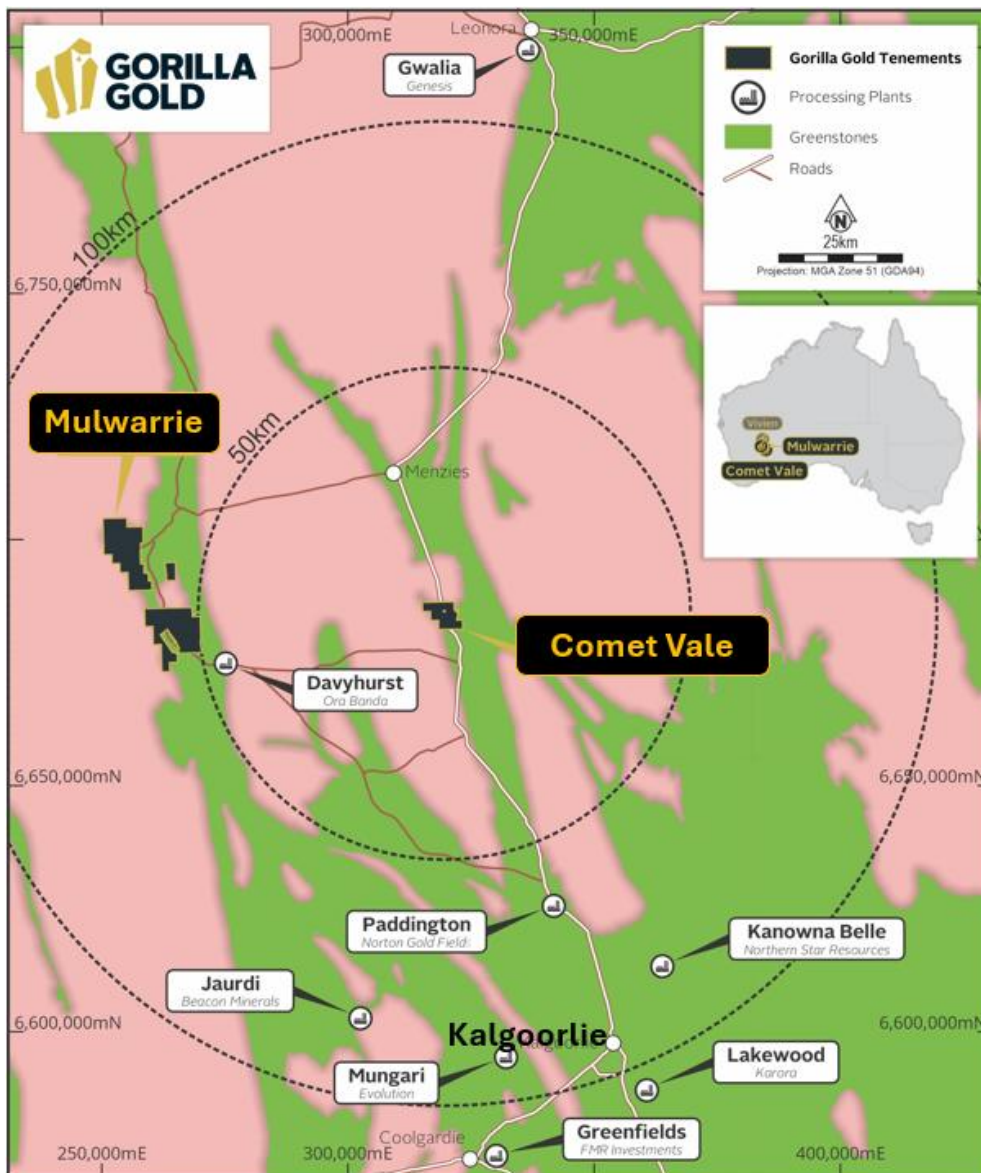 GORILLA
GOLD
300,000mE
Leonora
350,000mE
Gwalia
Genesis
Gorilla Gold Tenements
Processing Plants
Greenstones
Roads
N
25km
Projection: MGA Zone 51 (GDA94)
100km
6,750,000mN
Mulwarrie
50km
Menzies
Vivien
Mulwarrie
Comet Vale
Comet Vale
Davyhurst
Ora Banda
6,650,000mN
6,650,000mN
Paddington
Norton Gold Field
Kanowna Belle
Northern Star Resources
Jaurdi
Beacon Minerals
6,600,000mN
6,600,000mN
Kalgoorlie
Mungari
Evolution
Lakewood
Karora
Coolgardie
Greenfields
FMR Investments
250,000mE
300,000mE
400,000mE